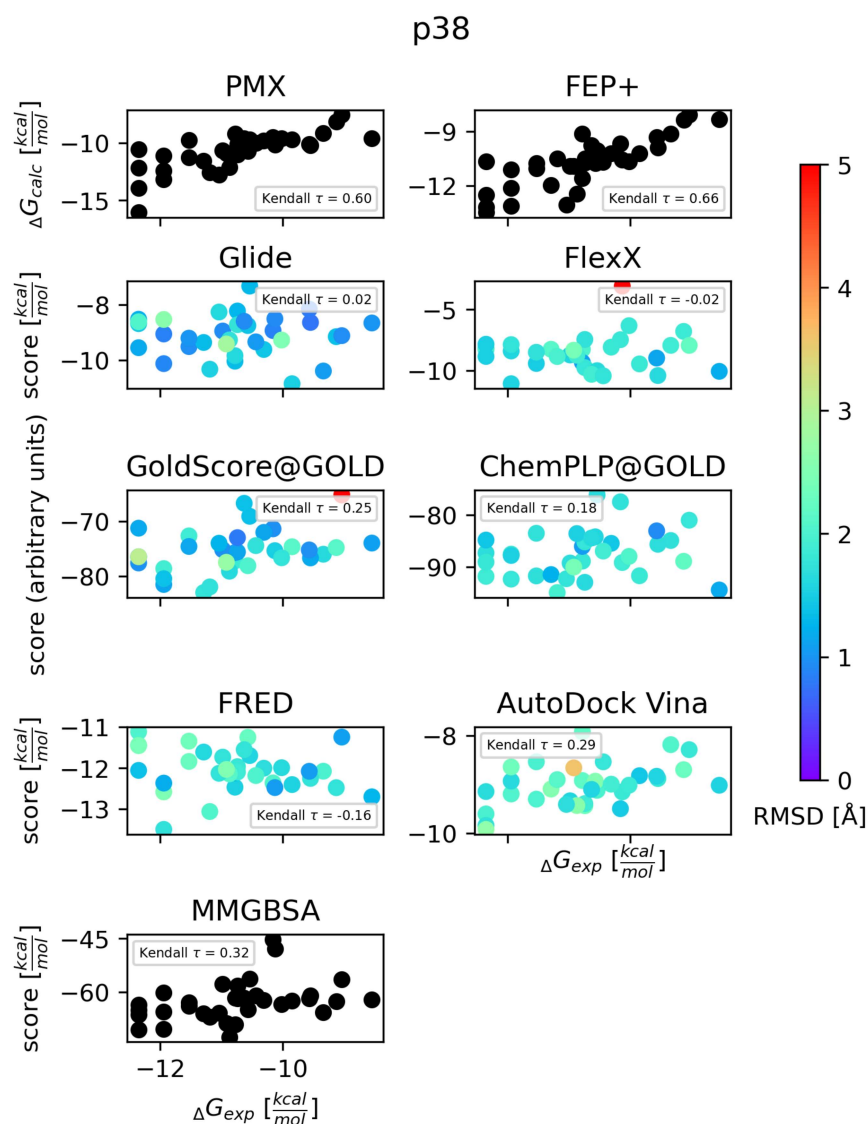 p38
PMX
FEP+
ΔG_calc [kcal/mol]
−10
−15
Kendall τ = 0.60
−9
−12
Kendall τ = 0.66
Glide
FlexX
score [kcal/mol]
−8
−10
Kendall τ = 0.02
−5
−10
Kendall τ = -0.02
score (arbitrary units)
GoldScore@GOLD
ChemPLP@GOLD
−70
−80
Kendall τ = 0.25
−80
−90
Kendall τ = 0.18
FRED
AutoDock Vina
score [kcal/mol]
−11
−12
−13
Kendall τ = -0.16
−8
−10
Kendall τ = 0.29
ΔG_exp [kcal/mol]
MMGBSA
score [kcal/mol]
−45
−60
Kendall τ = 0.32
−12
−10
ΔG_exp [kcal/mol]
5
4
3
2
1
0
RMSD [Å]